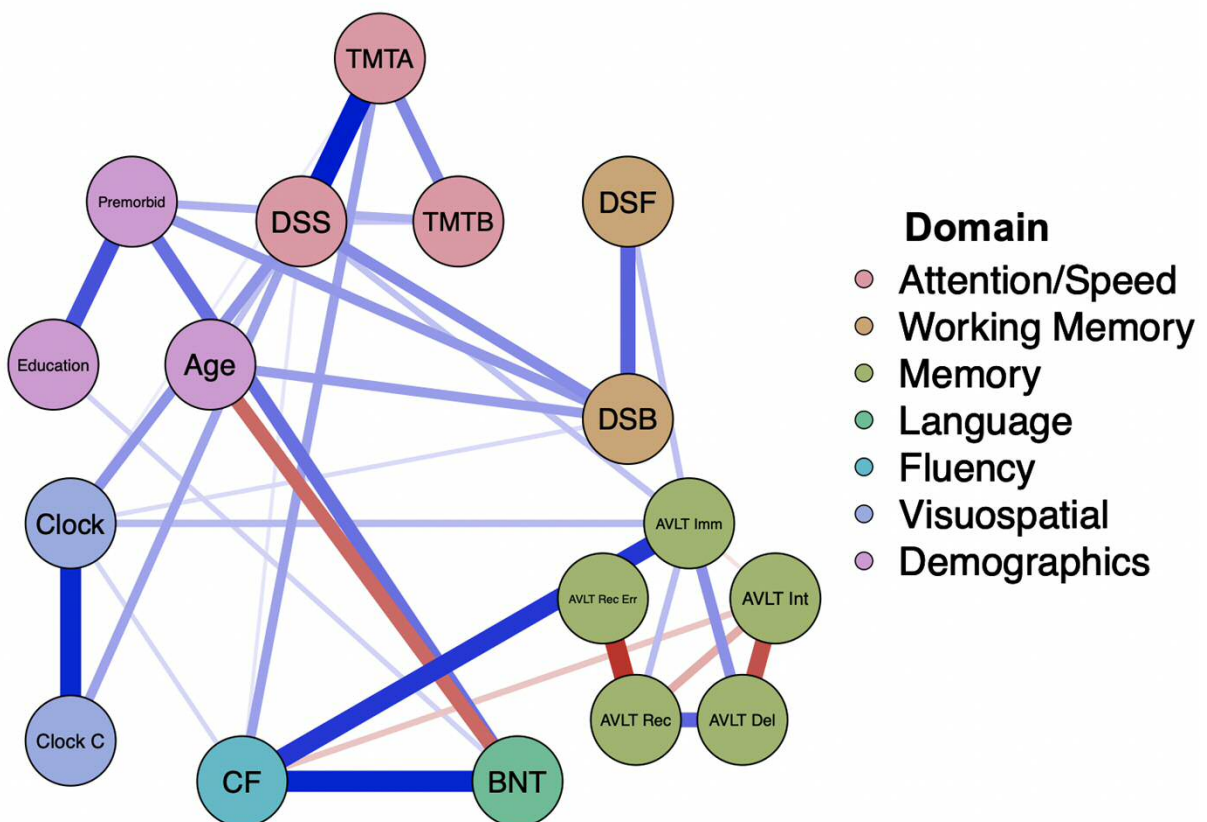 TMTA
Premorbid
DSF
DSS
TMTB
Education
Age
DSB
Clock
AVLT Imm
AVLT Rec Err
AVLT Int
AVLT Rec
AVLT Del
Clock C
CF
BNT
Domain
Attention/Speed
Working Memory
Memory
Language
Fluency
Visuospatial
Demographics